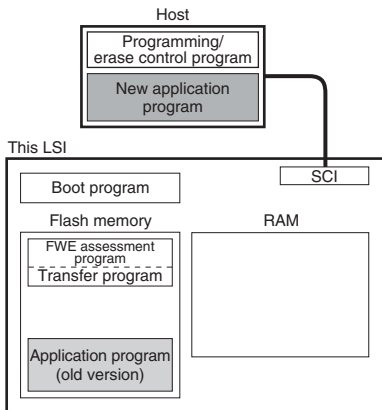 Host
Programming/
erase control program
New application
program
This LSI
SCI
Boot program
Flash memory
RAM
FWE assessment
program
Transfer program
Application program
(old version)